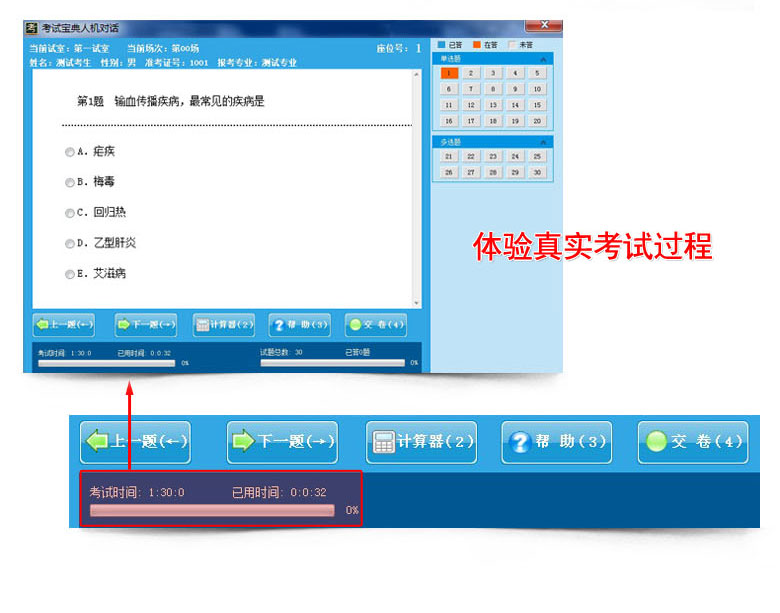 考试宝典人机对话
当前试室: 第一试室 当前场次: 第00场 座位号: 1
姓名: 测试考生 性别: 男 准考证号: 1001 报考专业: 测试专业
已答 在答 未答
单选题
1 2 3 4 5
6 7 8 9 10
11 12 13 14 15
16 17 18 19 20
多选题
21 22 23 24 25
26 27 28 29 30
第1题 输血传播疾病，最常见的疾病是
A. 疟疾
B. 梅毒
C. 回归热
D. 乙型肝炎
E. 艾滋病
体验真实考试过程
上一题(←) 下一题(→) 计算器(2) 帮 助(3) 交 卷(4)
考试时间: 1:30:0 已用时间: 0:0:32 试题总数: 30 已答0题
0% 0%
上一题(←) 下一题(→) 计算器(2) 帮 助(3) 交 卷(4)
考试时间: 1:30:0 已用时间: 0:0:32
0%